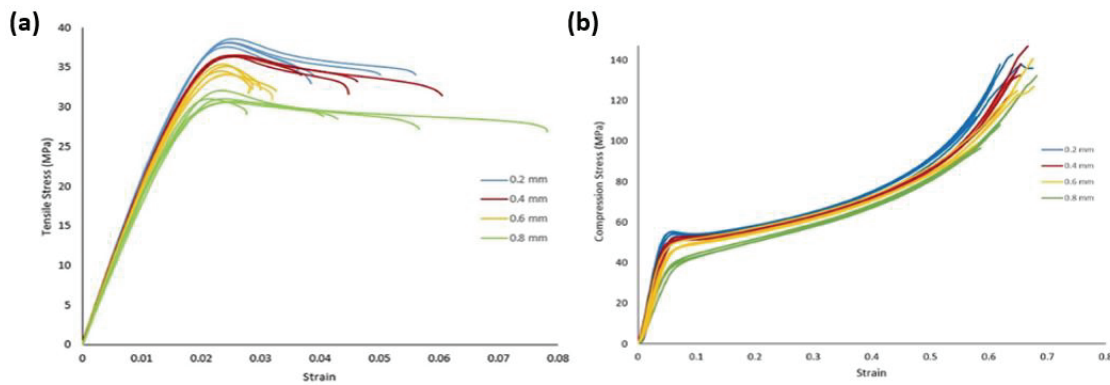 (a)
40
35
30
25
20
15
10
5
0
Tensile Stress (MPa)
0 0.01 0.02 0.03 0.04 0.05 0.06 0.07 0.08
Strain
0.2 mm
0.4 mm
0.6 mm
0.8 mm
(b)
140
120
100
80
60
40
20
0
Compression Stress (MPa)
0 0.1 0.2 0.3 0.4 0.5 0.6 0.7 0.8
Strain
0.2 mm
0.4 mm
0.6 mm
0.8 mm